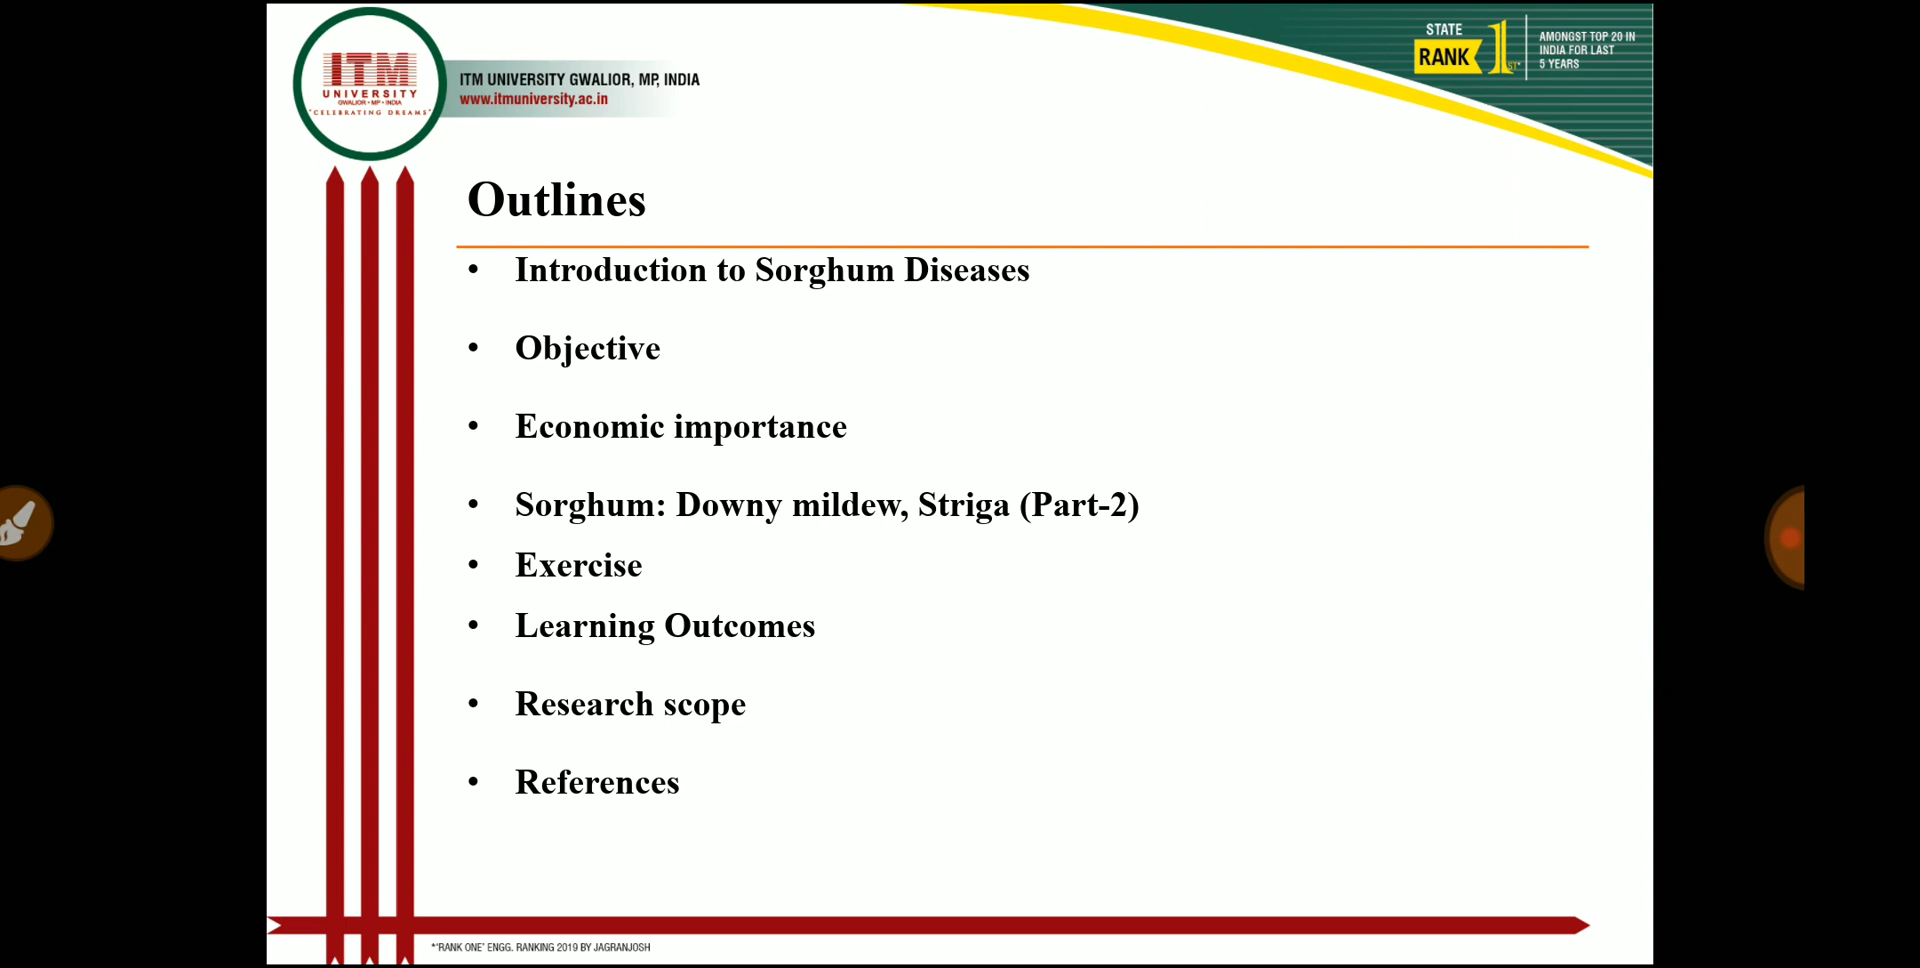 ITM
UNIVERSITY
GWALIOR • MP • INDIA
"CELEBRATING DREAMS"
ITM UNIVERSITY GWALIOR, MP, INDIA
www.itmuniversity.ac.in
STATE
RANK 1ST*
AMONGST TOP 20 IN
INDIA FOR LAST
5 YEARS
Outlines
• Introduction to Sorghum Diseases
• Objective
• Economic importance
• Sorghum: Downy mildew, Striga (Part-2)
• Exercise
• Learning Outcomes
• Research scope
• References
*"RANK ONE" ENGG. RANKING 2019 BY JAGRANJOSH